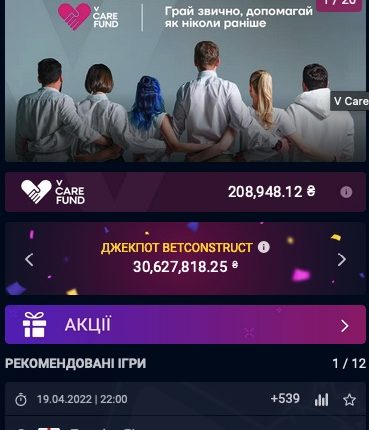 1 / 20
V
CARE
FUND
Грай звично, допомагай
як ніколи раніше
V Care
V
CARE
FUND
208,948.12 ₴
ДЖЕКПОТ BETCONSTRUCT
30,627,818.25 ₴
АКЦІЇ
РЕКОМЕНДОВАНІ ІГРИ
1 / 12
19.04.2022 | 22:00
+539